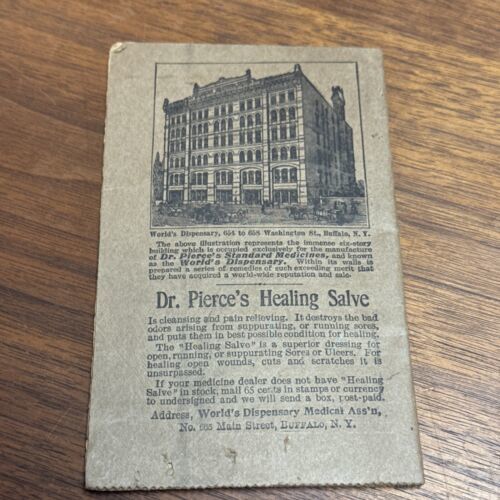 World's Dispensary, 654 to 658 Washington St., Buffalo, N. Y.
The above illustration represents the immense six-story
building which is occupied exclusively for the manufacture
of Dr. Pierce's Standard Medicines, and known
as the World's Dispensary. Within its walls is
prepared a series of remedies of such exceeding merit that
they have acquired a world-wide reputation and sale.
Dr. Pierce's Healing Salve
Is cleansing and pain relieving. It destroys the bad
odors arising from suppurating, or running sores,
and puts them in best possible condition for healing.
The "Healing Salve" is a superior dressing for
open, running, or suppurating Sores or Ulcers. For
healing open wounds, cuts and scratches it is
unsurpassed.
If your medicine dealer does not have "Healing
Salve" in stock, mail 65 cents in stamps or currency
to undersigned and we will send a box, post-paid.
Address, World's Dispensary Medical Ass'n,
No. 665 Main Street, BUFFALO, N. Y.